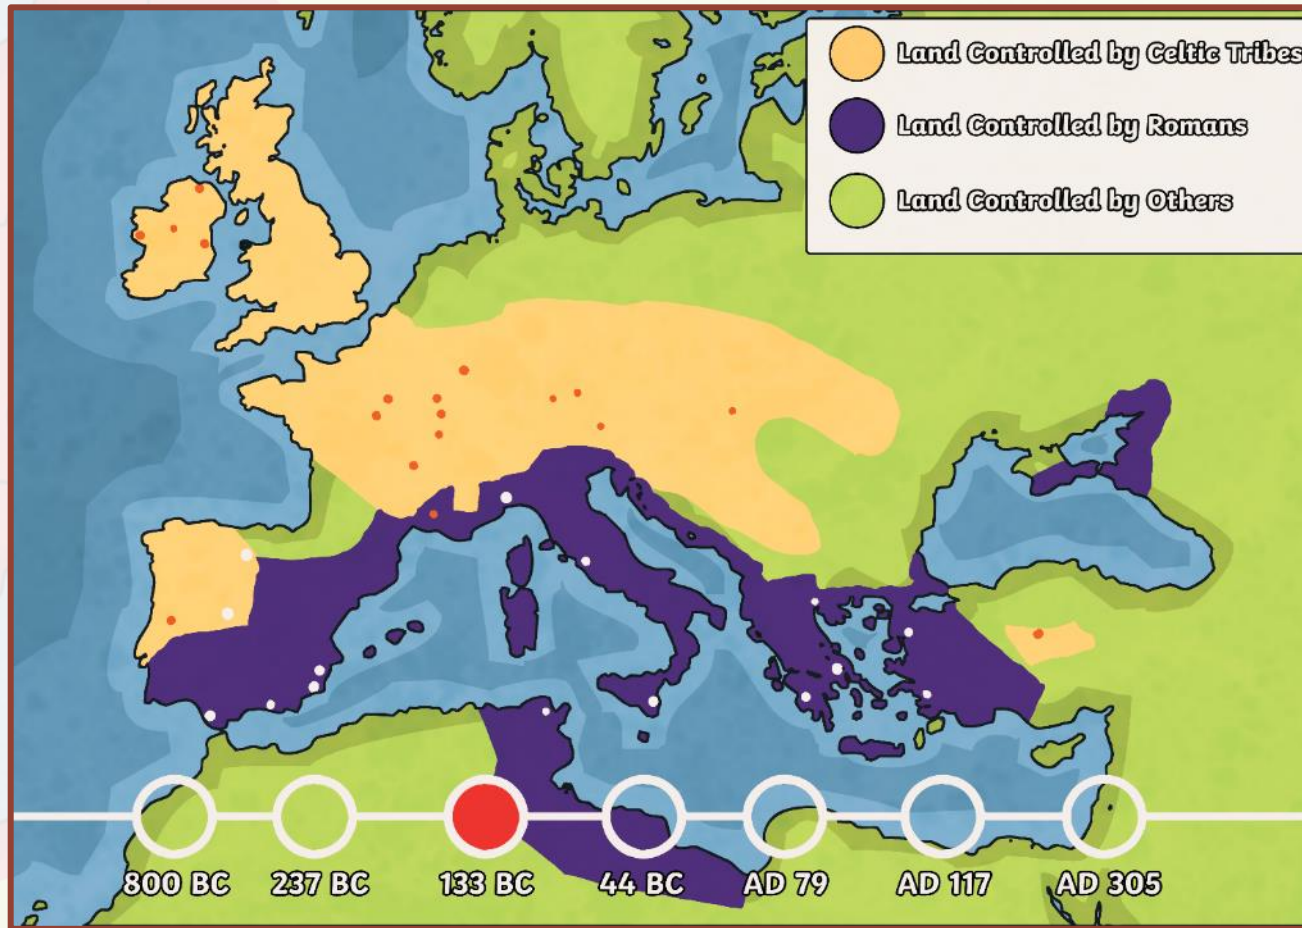 Land Controlled by Celtic Tribes
Land Controlled by Romans
Land Controlled by Others
800 BC
237 BC
133 BC
44 BC
AD 79
AD 117
AD 305